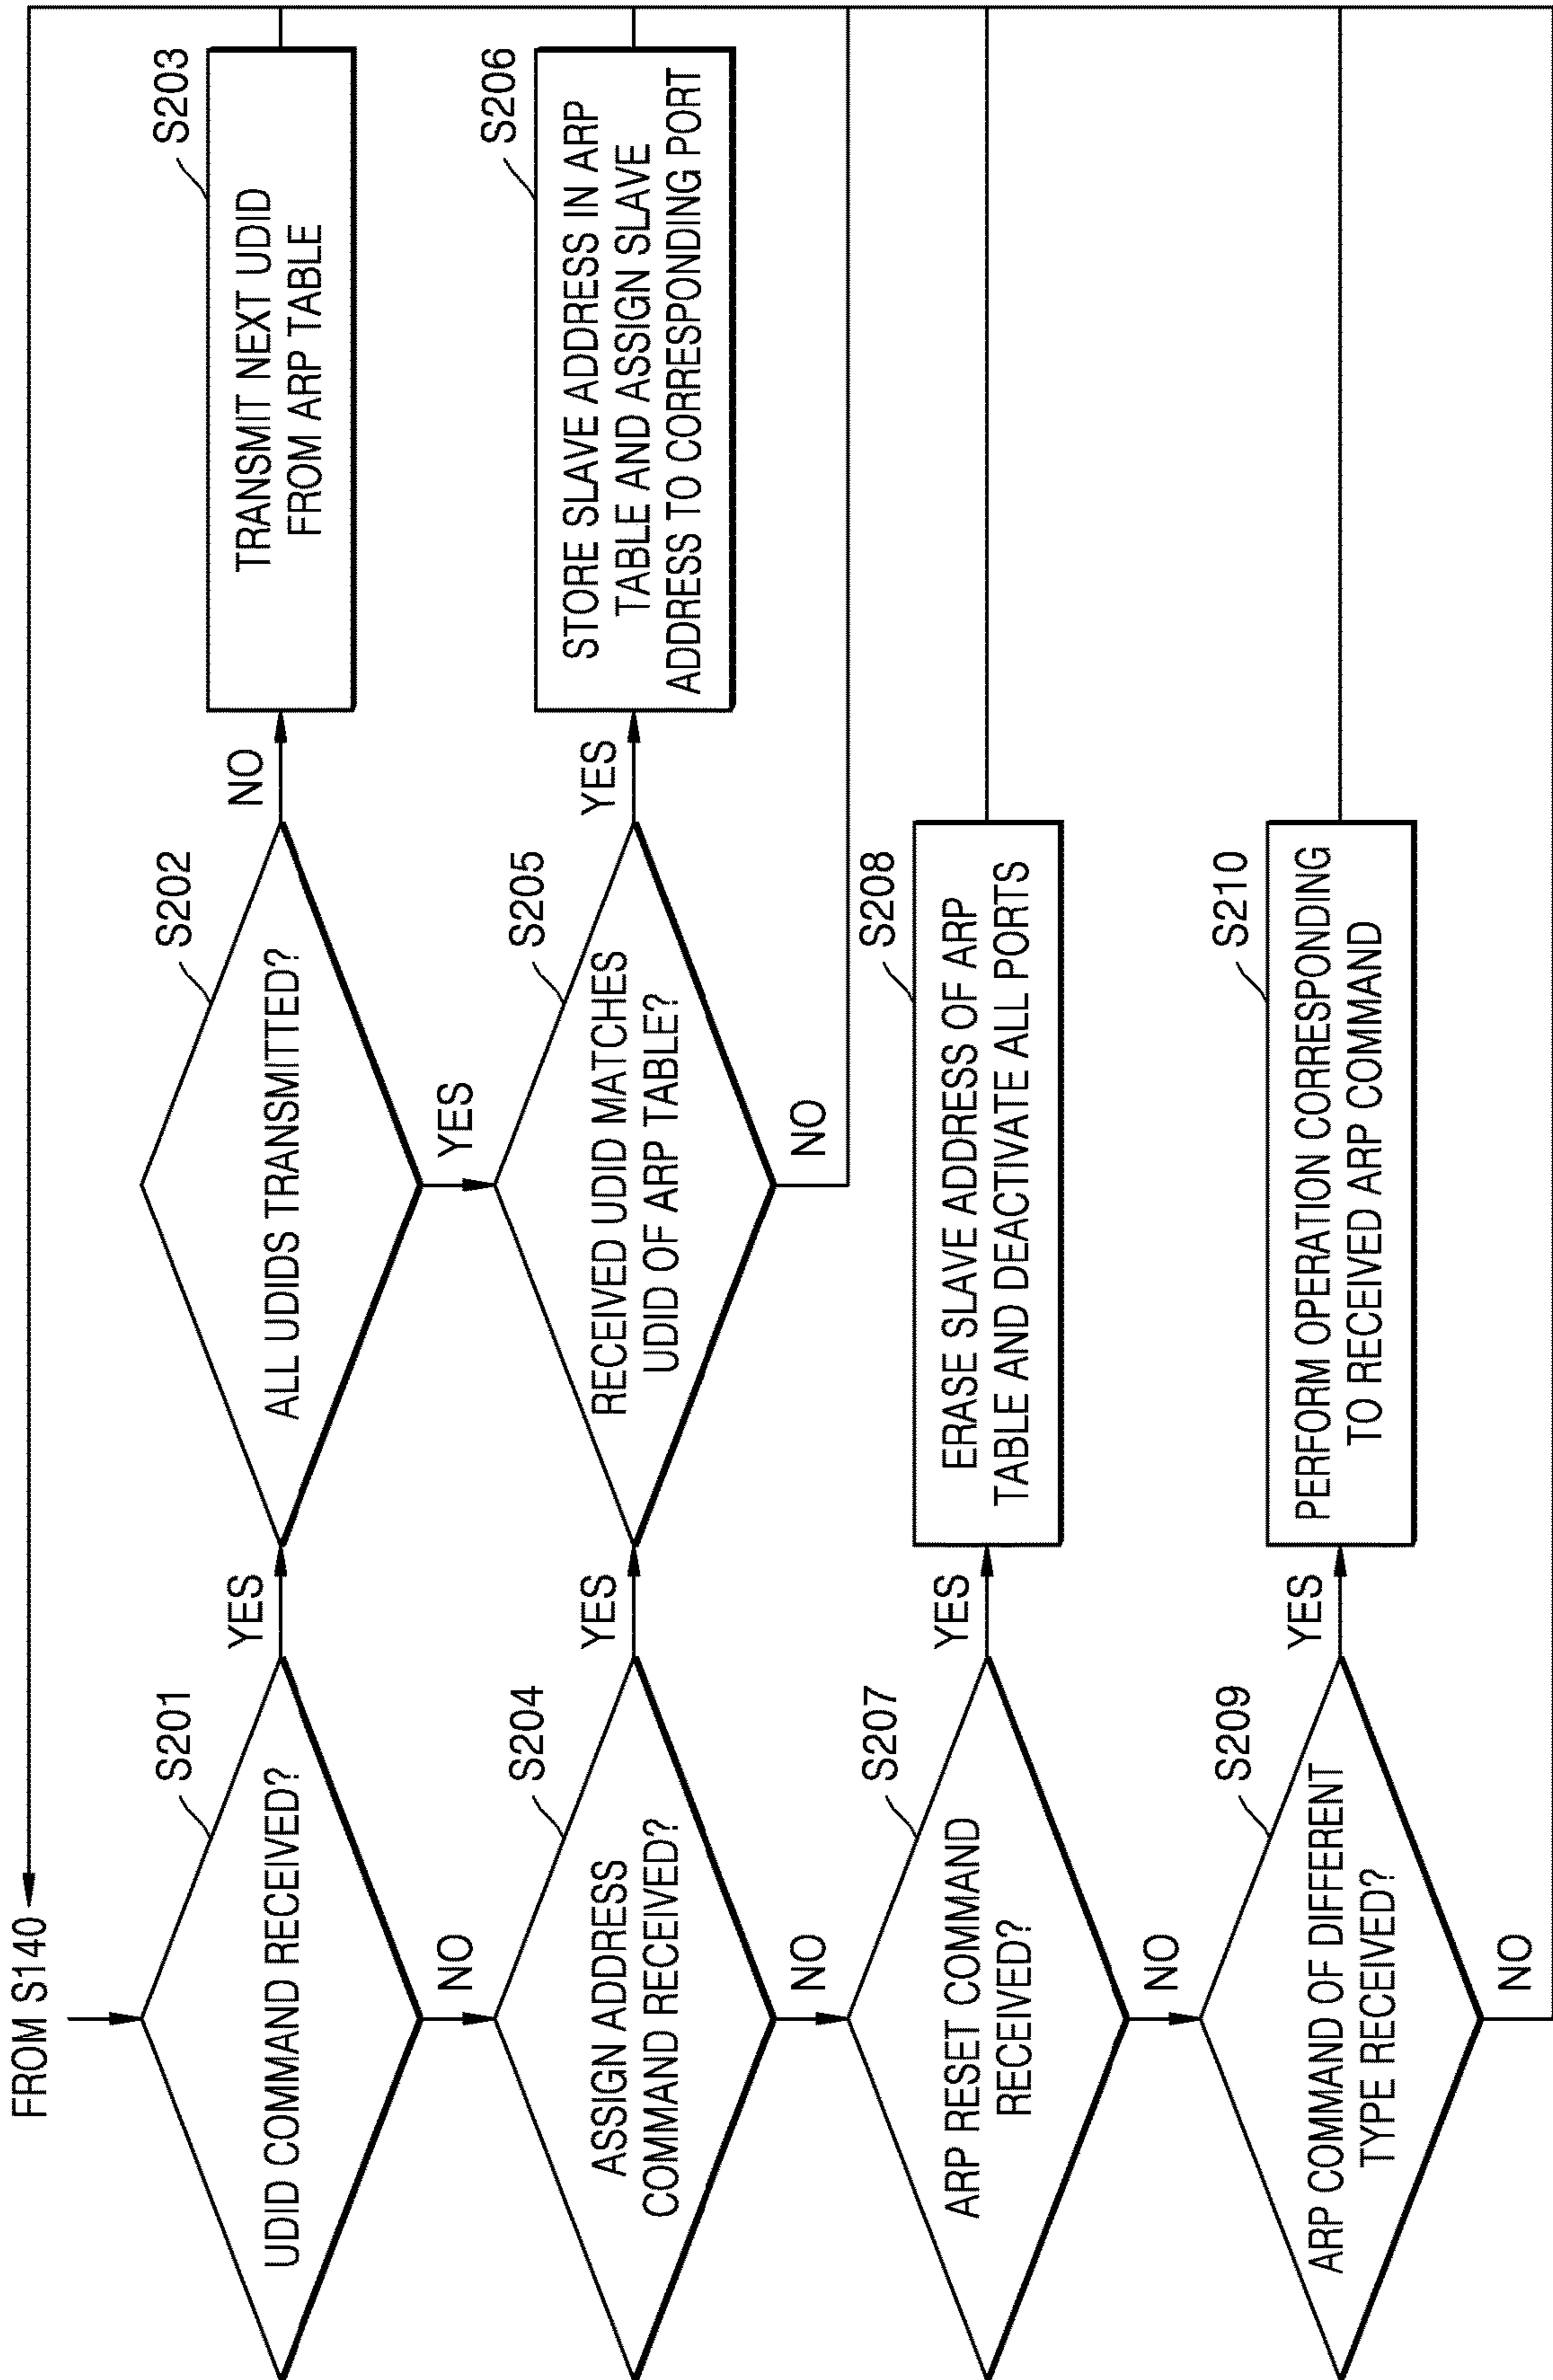 FROM S140
S201
UDID COMMAND RECEIVED?
YES
NO
S202
ALL UDIDS TRANSMITTED?
NO
YES
S203
TRANSMIT NEXT UDID
FROM ARP TABLE
S204
ASSIGN ADDRESS
COMMAND RECEIVED?
YES
NO
S205
RECEIVED UDID MATCHES
UDID OF ARP TABLE?
YES
NO
S206
STORE SLAVE ADDRESS IN ARP
TABLE AND ASSIGN SLAVE
ADDRESS TO CORRESPONDING PORT
S207
ARP RESET COMMAND
RECEIVED?
YES
NO
S208
ERASE SLAVE ADDRESS OF ARP
TABLE AND DEACTIVATE ALL PORTS
S209
ARP COMMAND OF DIFFERENT
TYPE RECEIVED?
YES
NO
S210
PERFORM OPERATION CORRESPONDING
TO RECEIVED ARP COMMAND